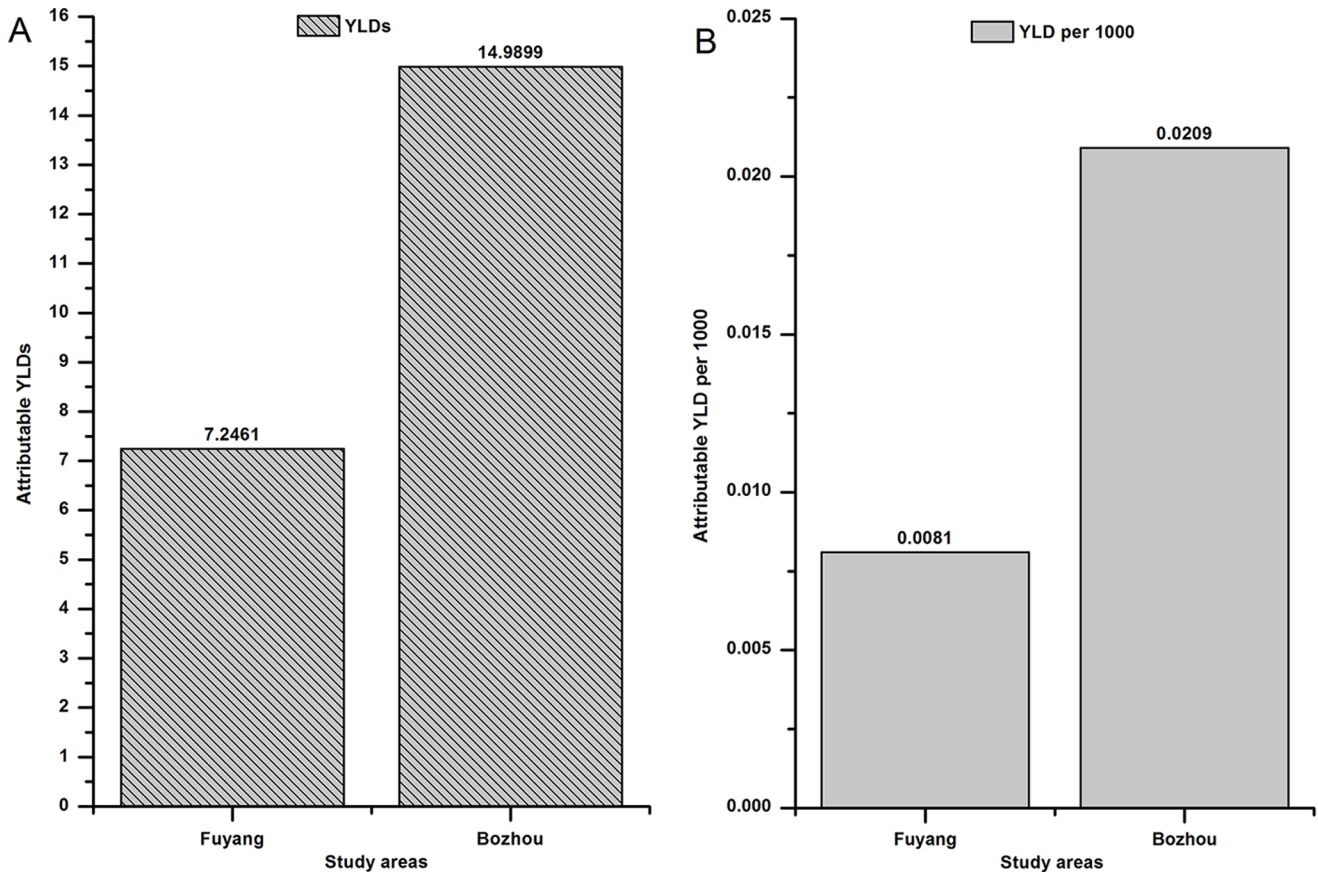 A
YLDs
16
15
14
13
12
11
10
9
8
7
6
5
4
3
2
1
0
Attributable YLDs
7.2461
14.9899
Fuyang
Bozhou
Study areas
B
YLD per 1000
0.025
0.020
0.015
0.010
0.005
0.000
Attributable YLD per 1000
0.0081
0.0209
Fuyang
Bozhou
Study areas